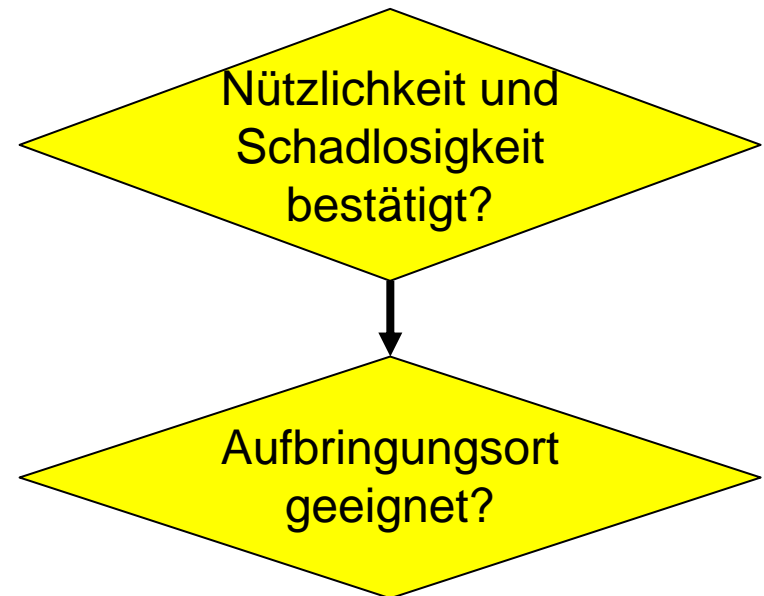 Nützlichkeit und
Schadlosigkeit
bestätigt?
Aufbringungsort
geeignet?